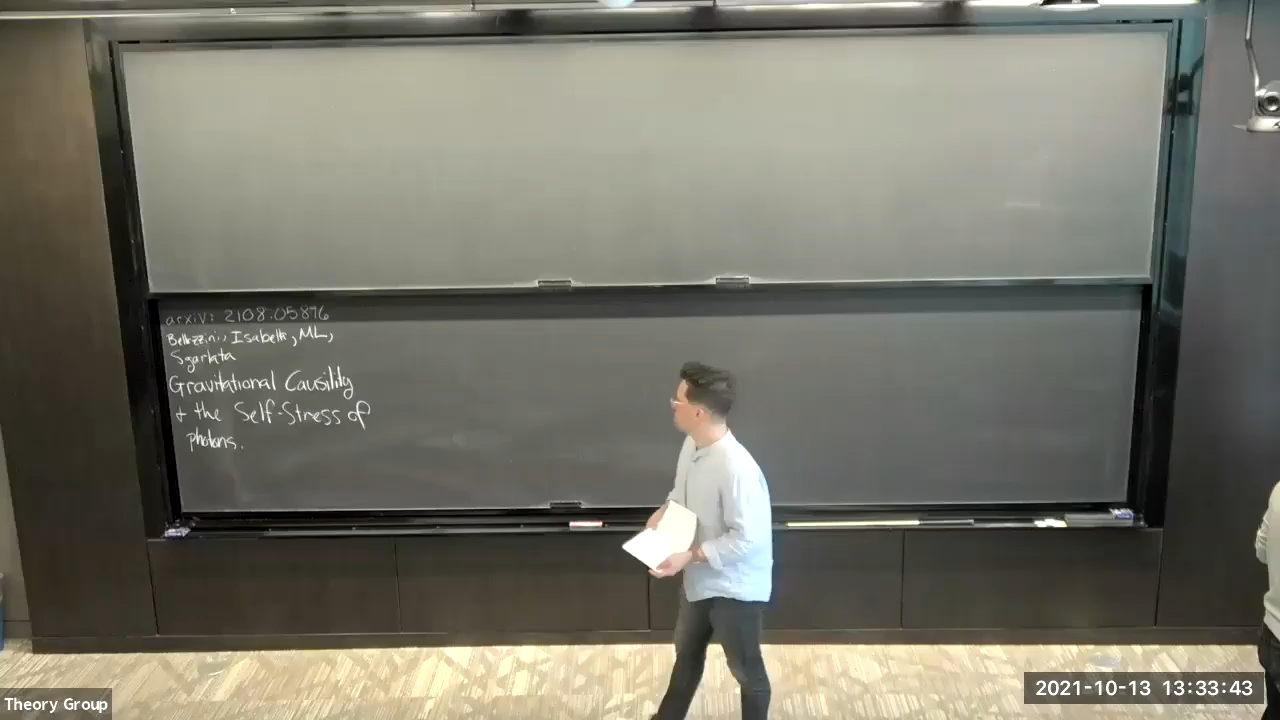 arxiv: 2108.05896
Bellazzini, Isabella, ML,
Sgarlata
Gravitational Causility
+ the Self-Stress of
photons.
Theory Group
2021-10-13 13:33:43